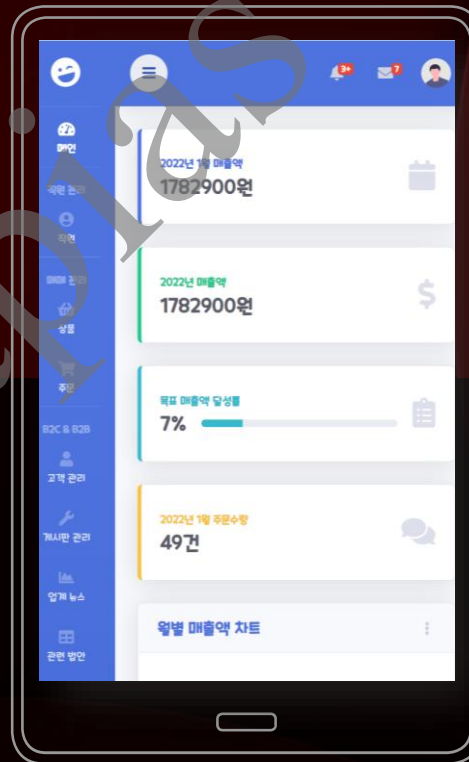 3+
7
메인
직원 관리
직원
상품
주문
B2C & B2B
고객 관리
게시판 관리
업계 뉴스
관련 법안
2022년 1월 매출액
1782900원
2022년 매출액
1782900원
목표 매출액 달성률
7%
2022년 1월 주문수량
49건
월별 매출액 차트